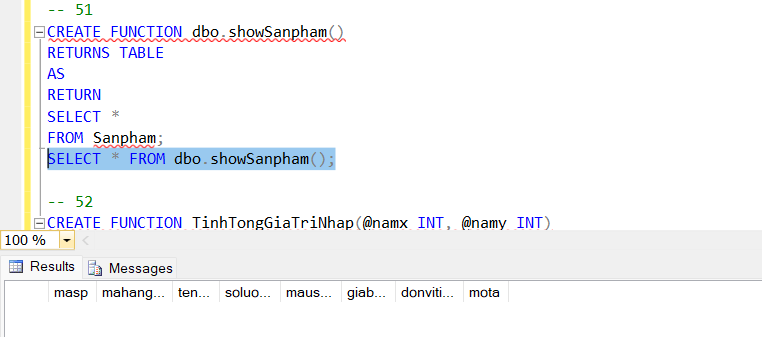 -- 51
CREATE FUNCTION dbo.showSanpham()
RETURNS TABLE
AS
RETURN
SELECT *
FROM Sanpham;
SELECT * FROM dbo.showSanpham();
-- 52
CREATE FUNCTION TinhTongGiaTriNhap(@namx INT, @namy INT)
100 %
Results Messages
masp mahang... ten... soluo... maus... giab... donviti... mota